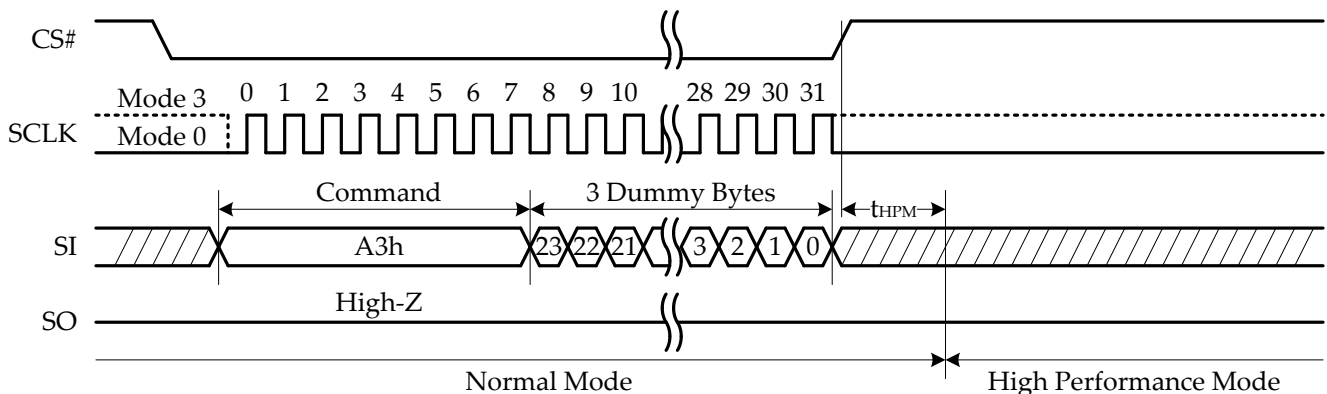 CS#
Mode 3 0 1 2 3 4 5 6 7 8 9 10 28 29 30 31
SCLK Mode 0
Command 3 Dummy Bytes tHPM
SI A3h 23 22 21 3 2 1 0
High-Z
SO
Normal Mode High Performance Mode